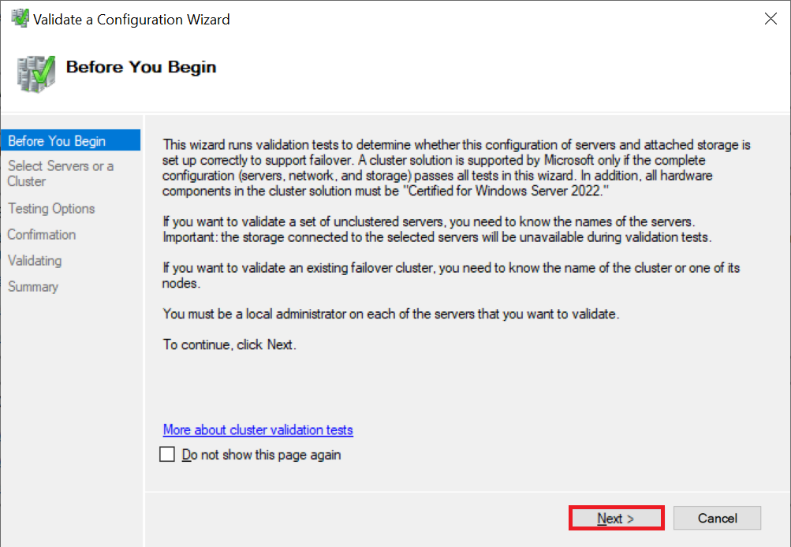 Validate a Configuration Wizard
Before You Begin
Before You Begin
Select Servers or a
Cluster
Testing Options
Confirmation
Validating
Summary
This wizard runs validation tests to determine whether this configuration of servers and attached storage is
set up correctly to support failover. A cluster solution is supported by Microsoft only if the complete
configuration (servers, network, and storage) passes all tests in this wizard. In addition, all hardware
components in the cluster solution must be "Certified for Windows Server 2022."
If you want to validate a set of unclustered servers, you need to know the names of the servers.
Important: the storage connected to the selected servers will be unavailable during validation tests.
If you want to validate an existing failover cluster, you need to know the name of the cluster or one of its
nodes.
You must be a local administrator on each of the servers that you want to validate.
To continue, click Next.
More about cluster validation tests
Do not show this page again
Next >
Cancel